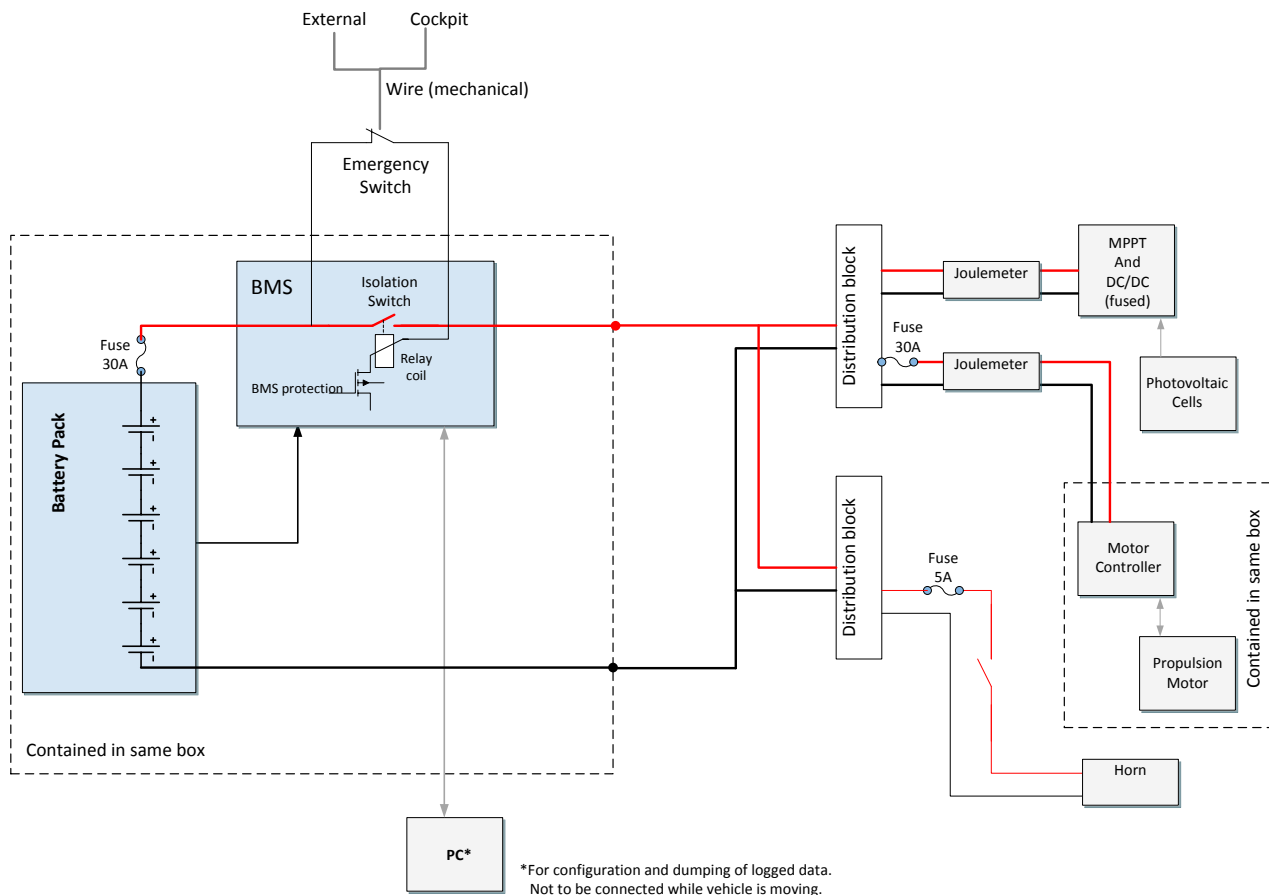 External
Cockpit
Wire (mechanical)
Emergency
Switch
BMS
Isolation
Switch
Relay
coil
BMS protection
Fuse
30A
Battery Pack
+
+
+
+
+
+
Contained in same box
PC*
*For configuration and dumping of logged data.
Not to be connected while vehicle is moving.
Distribution block
Fuse
30A
Joulemeter
Joulemeter
MPPT
And
DC/DC
(fused)
Photovoltaic
Cells
Distribution block
Fuse
5A
Motor
Controller
Propulsion
Motor
Contained in same box
Horn